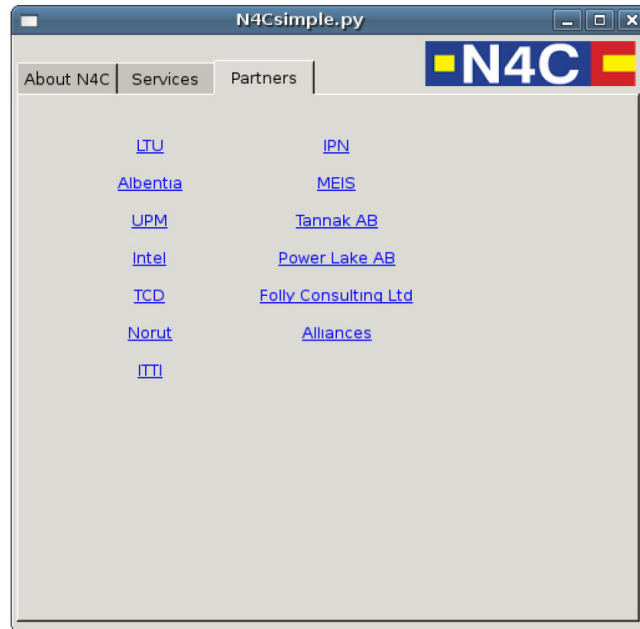 N4Csimple.py
N4C
About N4C Services Partners
LTU IPN
Albentia MEIS
UPM Tannak AB
Intel Power Lake AB
TCD Folly Consulting Ltd
Norut Alliances
ITTI